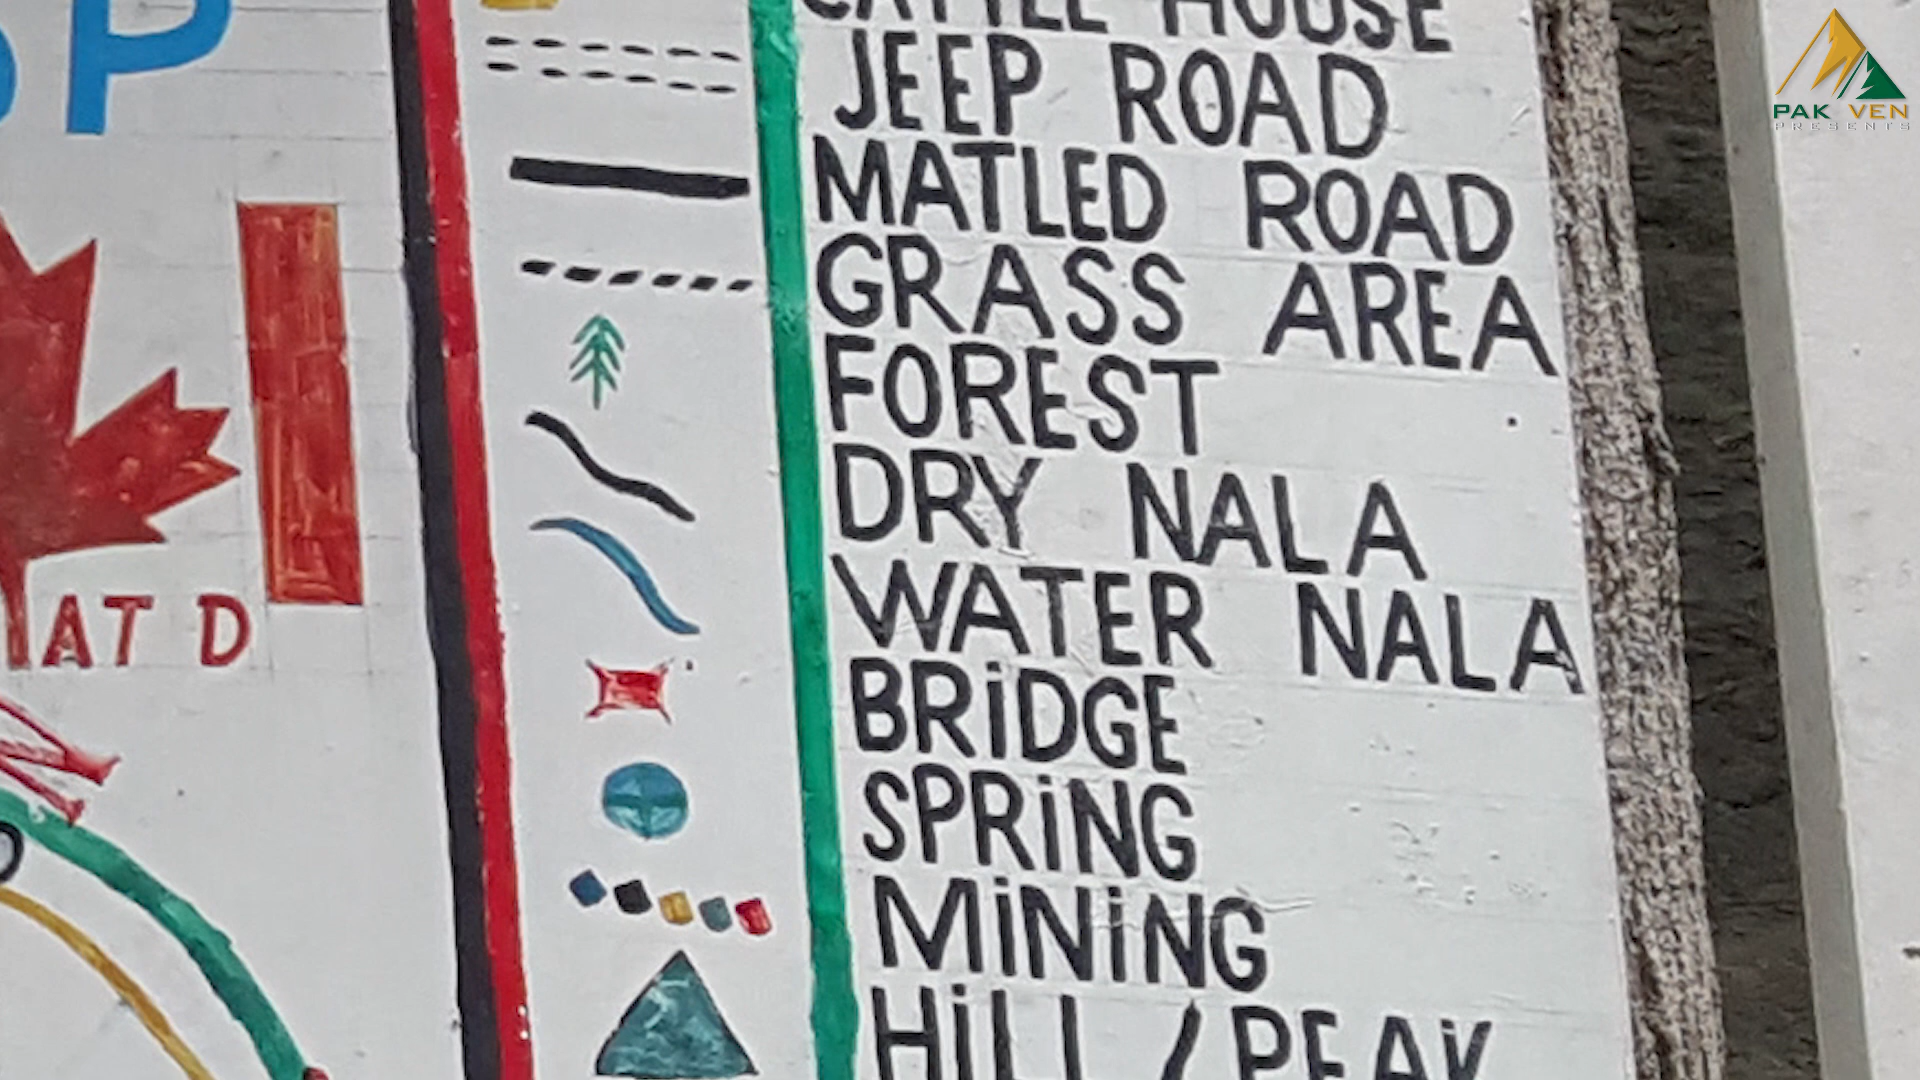 SP
AT D
CATTLE HOUSE
JEEP ROAD
MATLED ROAD
GRASS AREA
FOREST
DRY NALA
WATER NALA
BRiDGE
SPRiNG
MiNiNG
HiLL / PEAK
PAK VEN
PRESENTS